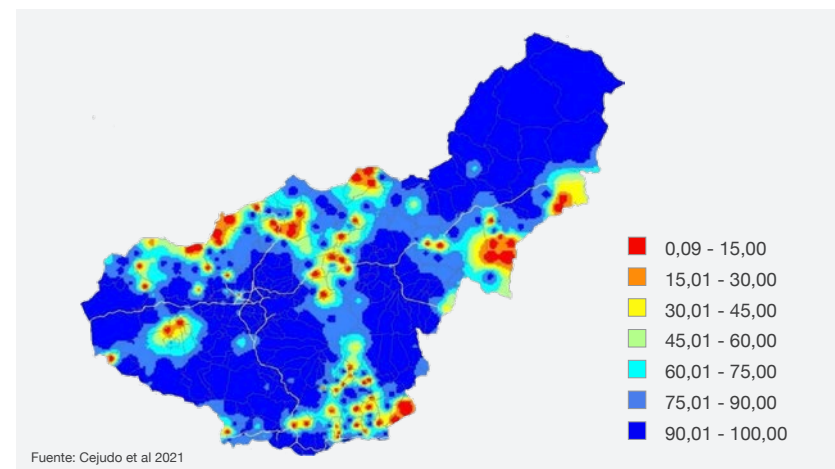 0,09 - 15,00
15,01 - 30,00
30,01 - 45,00
45,01 - 60,00
60,01 - 75,00
75,01 - 90,00
90,01 - 100,00
Fuente: Cejudo et al 2021